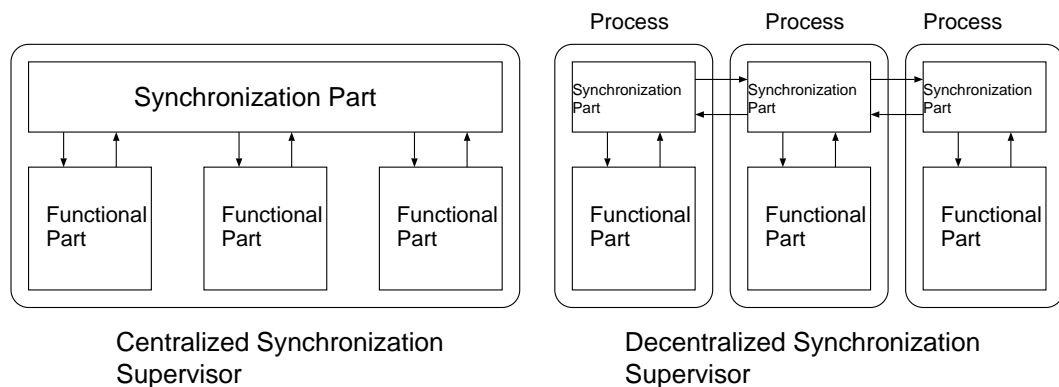 Process
Process
Process
Synchronization Part
Synchronization
Part
Synchronization
Part
Synchronization
Part
Functional
Part
Functional
Part
Functional
Part
Functional
Part
Functional
Part
Functional
Part
Centralized Synchronization
Supervisor
Decentralized Synchronization
Supervisor